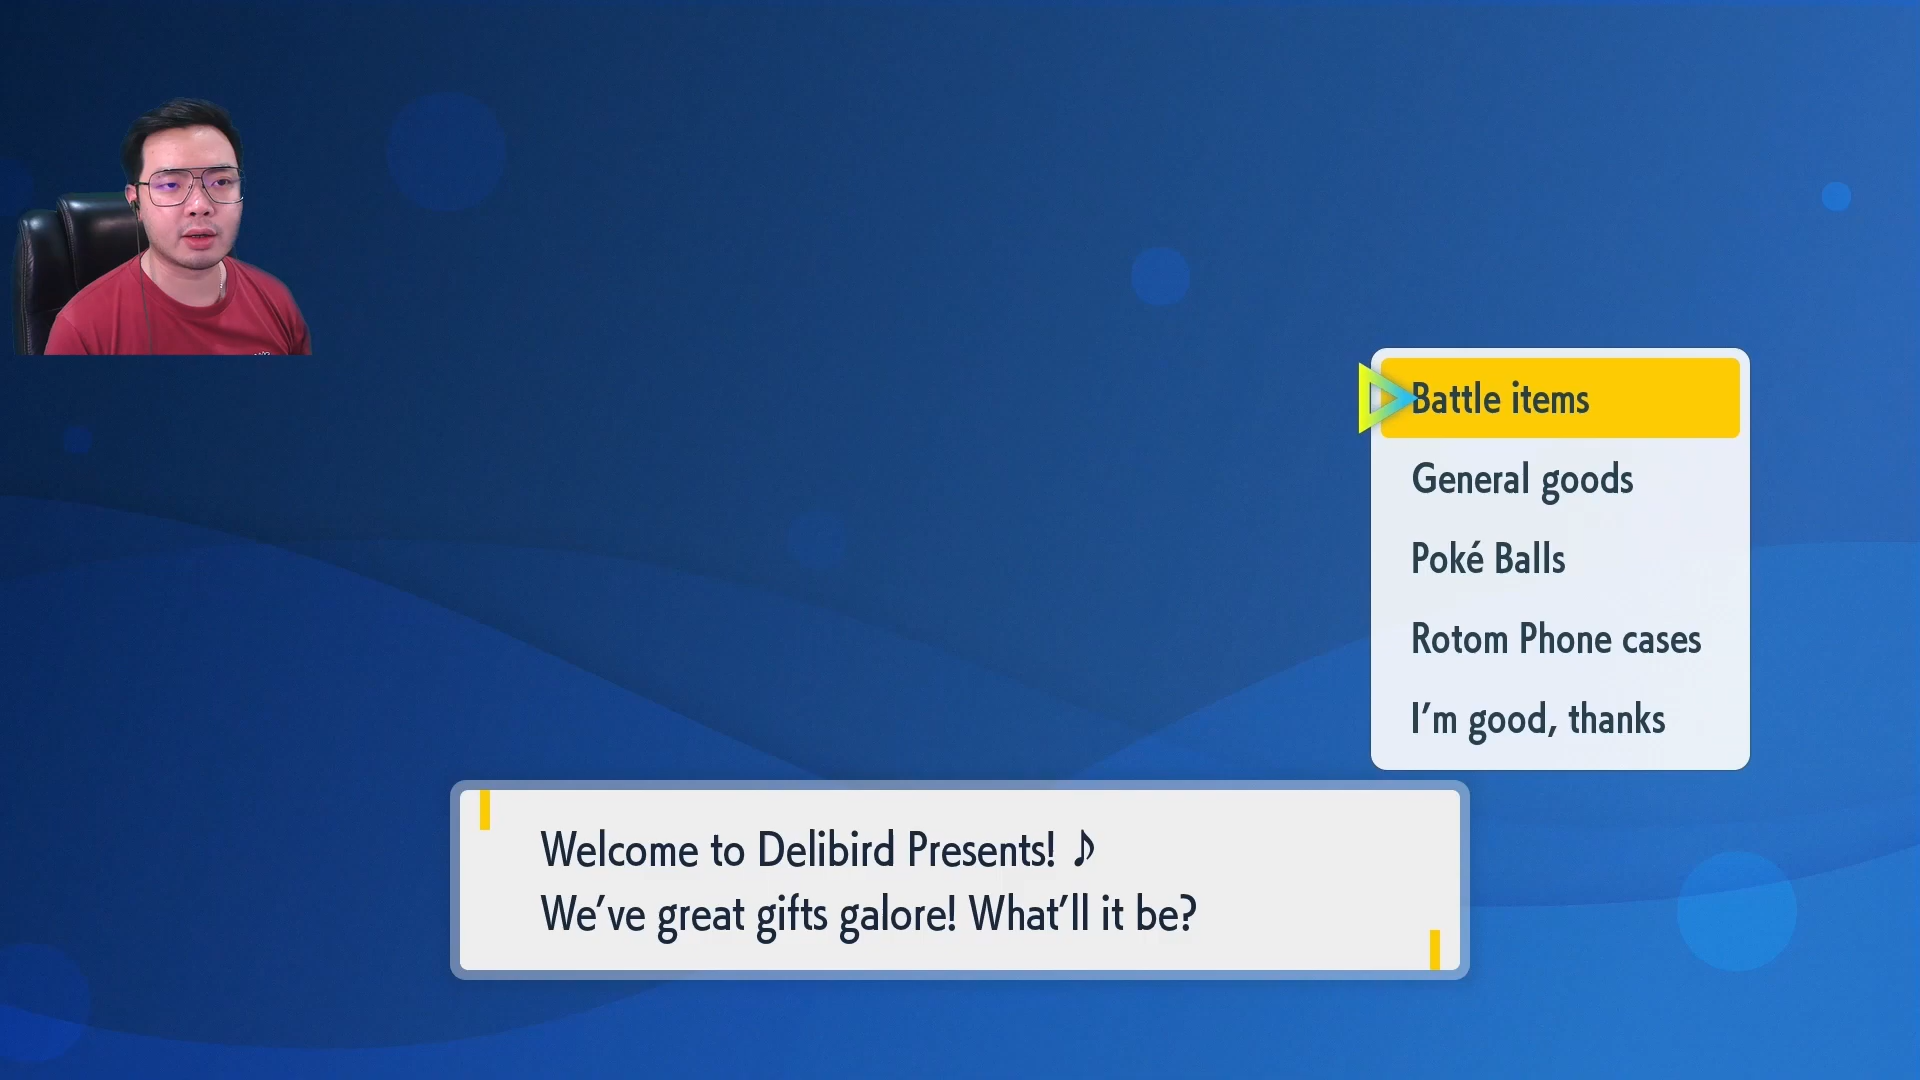 Battle items
General goods
Poké Balls
Rotom Phone cases
I'm good, thanks
Welcome to Delibird Presents! ♪
We've great gifts galore! What'll it be?